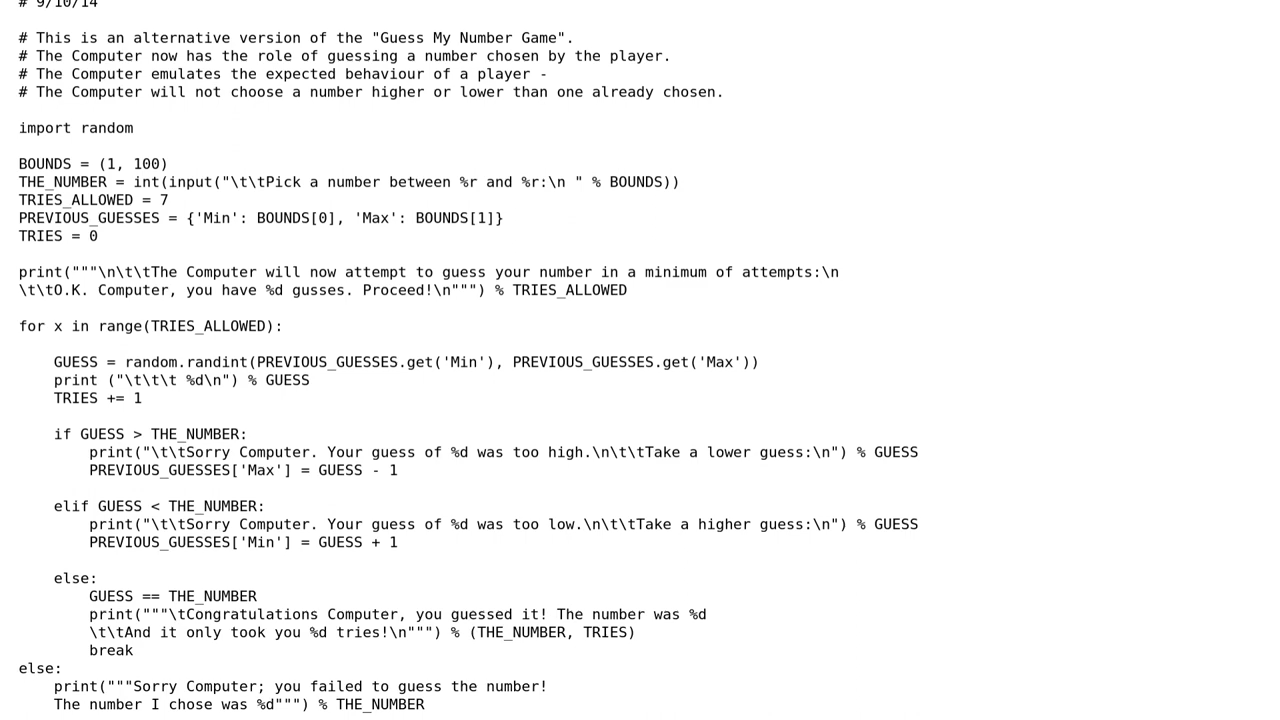 # 9/10/14
# This is an alternative version of the "Guess My Number Game".
# The Computer now has the role of guessing a number chosen by the player.
# The Computer emulates the expected behaviour of a player -
# The Computer will not choose a number higher or lower than one already chosen.
import random
BOUNDS = (1, 100)
THE_NUMBER = int(input("\t\tPick a number between %r and %r:\n " % BOUNDS))
TRIES_ALLOWED = 7
PREVIOUS_GUESSES = {'Min': BOUNDS[0], 'Max': BOUNDS[1]}
TRIES = 0
print("""\n\t\tThe Computer will now attempt to guess your number in a minimum of attempts:\n
\t\tO.K. Computer, you have %d gusses. Proceed!\n""") % TRIES_ALLOWED
for x in range(TRIES_ALLOWED):
    GUESS = random.randint(PREVIOUS_GUESSES.get('Min'), PREVIOUS_GUESSES.get('Max'))
    print ("\t\t\t %d\n") % GUESS
    TRIES += 1
    if GUESS > THE_NUMBER:
        print("\t\tSorry Computer. Your guess of %d was too high.\n\t\tTake a lower guess:\n") % GUESS
        PREVIOUS_GUESSES['Max'] = GUESS - 1
    elif GUESS < THE_NUMBER:
        print("\t\tSorry Computer. Your guess of %d was too low.\n\t\tTake a higher guess:\n") % GUESS
        PREVIOUS_GUESSES['Min'] = GUESS + 1
    else:
        GUESS == THE_NUMBER
        print("""\tCongratulations Computer, you guessed it! The number was %d
        \t\tAnd it only took you %d tries!\n""") % (THE_NUMBER, TRIES)
        break
else:
    print("""Sorry Computer; you failed to guess the number!
    The number I chose was %d""") % THE_NUMBER